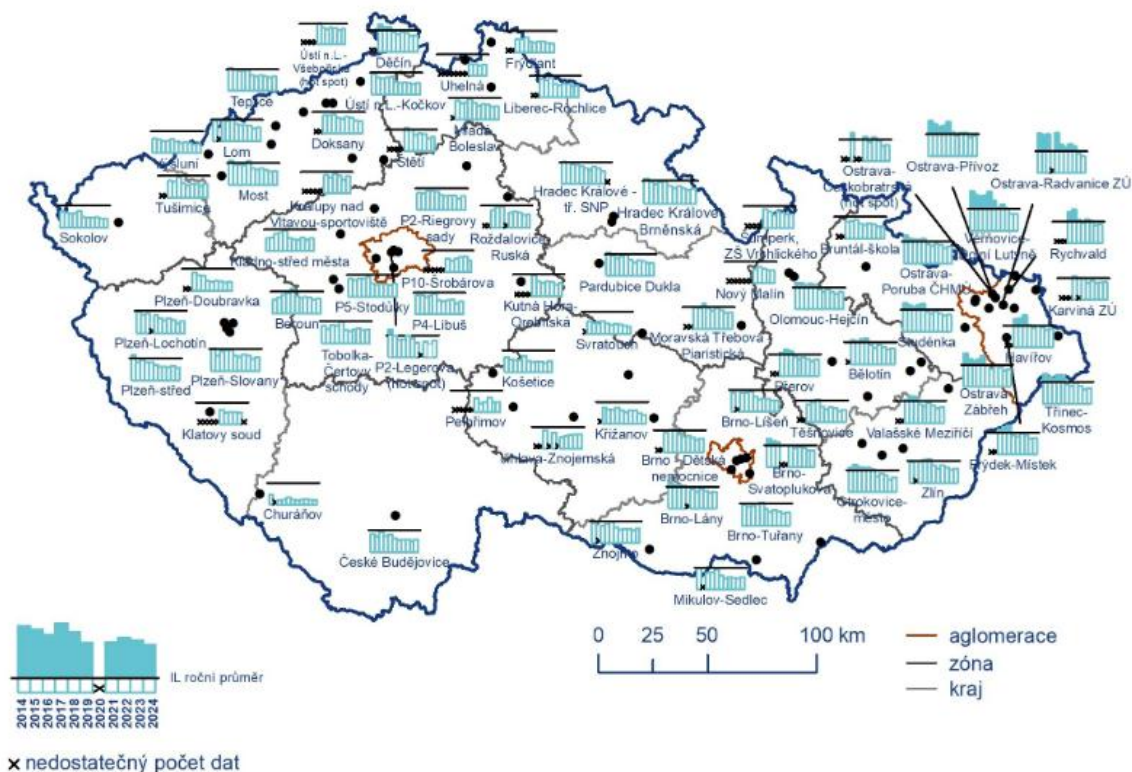 Ústí n.L.-
Všebořická
(hot spot)
Děčín
Frýdlant
Uhelná
Teplice
Ústí n.L.-Kočkov
Liberec-Rochlice
Mladá
Boleslav
Lom
Doksany
Štětí
Most
Tušimice
Sokolov
Kralupy nad
Vltavou-sportoviště
P2-Riegrovy
sady
Rožďalovice
Ruská
Hradec Králové -
tř. SNP
Hradec Králové
Brněnská
Šumperk,
ZŠ Vrchlického
Bruntál-škola
Ostrava-
Českobratrská
(hot spot)
Ostrava-Přívoz
Ostrava-Radvanice ZÚ
Věrňovice-
Dolní Lutyně
Rychvald
Ostrava-
Poruba ČHMÚ
Karviná ZÚ
Kladno-střed města
Plzeň-Doubravka
P10-Šrobárova
P5-Stodůlky
P4-Libuš
Kutná Hora-
Orebitská
Pardubice Dukla
Nový Malín
Olomouc-Hejčín
Studénka
Havířov
Beroun
Plzeň-Lochotín
Plzeň-střed
Plzeň-Slovany
Tobolka-
Čertovy
schody
P2-Legerova
(hot spot)
Košetice
Svratouch
Moravská Třebová -
Piaristická
Přerov
Bělotín
Ostrava-
Zábřeh
Třinec-
Kosmos
Klatovy soud
Pelhřimov
Jihlava-Znojemská
Křižanov
Brno-Líšeň
Těšnovice
Valašské Meziříčí
Frýdek-Místek
Brno - Dětská
nemocnice
Brno-
Svatoplukova
Otrokovice-
město
Zlín
Churáňov
České Budějovice
Brno-Lány
Brno-Tuřany
Znojmo
Mikulov-Sedlec
0 25 50 100 km
aglomerace
zóna
kraj
IL roční průměr
2014 2015 2016 2017 2018 2019 2020 2021 2022 2023 2024
× nedostatečný počet dat